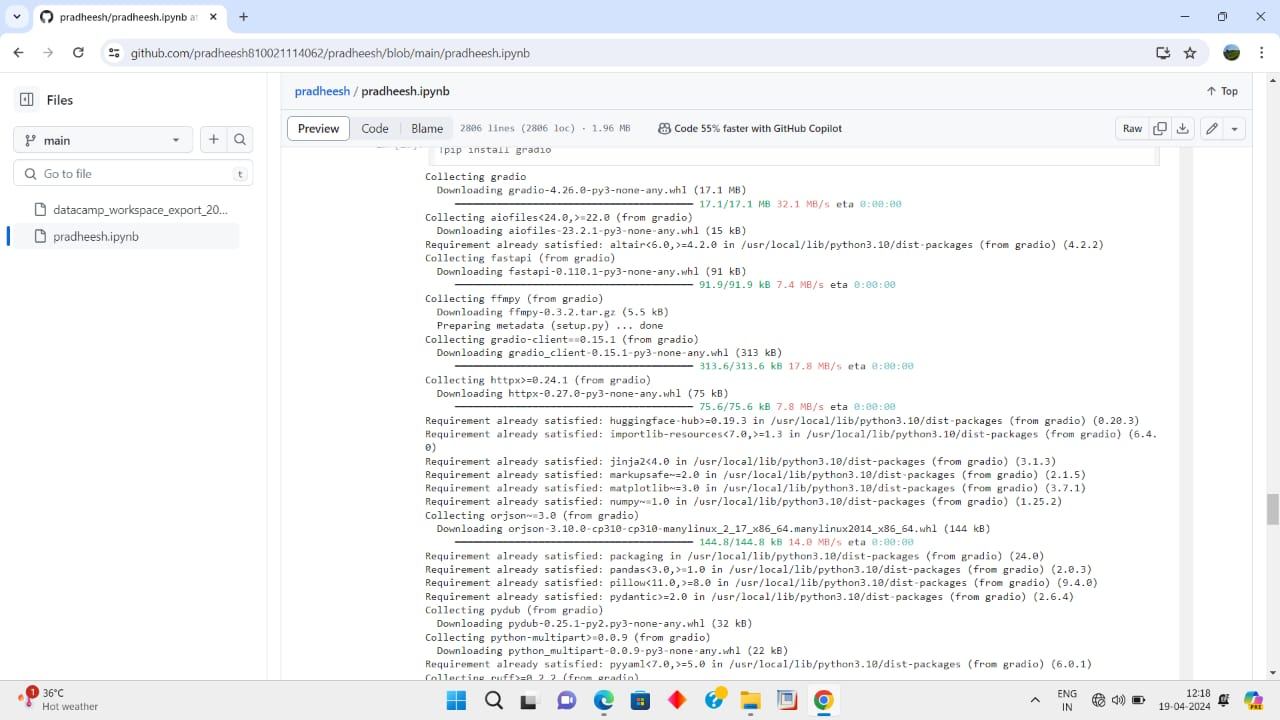 pradheesh/pradheesh.ipynb at
github.com/pradheesh810021114062/pradheesh/blob/main/pradheesh.ipynb
Files
pradheesh / pradheesh.ipynb
Top
main
Preview
Code
Blame
2806 lines (2806 loc) · 1.96 MB
Code 55% faster with GitHub Copilot
Raw
Go to file
t
datacamp_workspace_export_20...
pradheesh.ipynb
!pip install gradio
Collecting gradio
Downloading gradio-4.26.0-py3-none-any.whl (17.1 MB)
17.1/17.1 MB 32.1 MB/s eta 0:00:00
Collecting aiofiles<24.0,>=22.0 (from gradio)
Downloading aiofiles-23.2.1-py3-none-any.whl (15 kB)
Requirement already satisfied: altair<6.0,>=4.2.0 in /usr/local/lib/python3.10/dist-packages (from gradio) (4.2.2)
Collecting fastapi (from gradio)
Downloading fastapi-0.110.1-py3-none-any.whl (91 kB)
91.9/91.9 kB 7.4 MB/s eta 0:00:00
Collecting ffmpy (from gradio)
Downloading ffmpy-0.3.2.tar.gz (5.5 kB)
Preparing metadata (setup.py) ... done
Collecting gradio-client==0.15.1 (from gradio)
Downloading gradio_client-0.15.1-py3-none-any.whl (313 kB)
313.6/313.6 kB 17.8 MB/s eta 0:00:00
Collecting httpx>=0.24.1 (from gradio)
Downloading httpx-0.27.0-py3-none-any.whl (75 kB)
75.6/75.6 kB 7.8 MB/s eta 0:00:00
Requirement already satisfied: huggingface-hub>=0.19.3 in /usr/local/lib/python3.10/dist-packages (from gradio) (0.20.3)
Requirement already satisfied: importlib-resources<7.0,>=1.3 in /usr/local/lib/python3.10/dist-packages (from gradio) (6.4.
0)
Requirement already satisfied: jinja2<4.0 in /usr/local/lib/python3.10/dist-packages (from gradio) (3.1.3)
Requirement already satisfied: markupsafe~=2.0 in /usr/local/lib/python3.10/dist-packages (from gradio) (2.1.5)
Requirement already satisfied: matplotlib~=3.0 in /usr/local/lib/python3.10/dist-packages (from gradio) (3.7.1)
Requirement already satisfied: numpy~=1.0 in /usr/local/lib/python3.10/dist-packages (from gradio) (1.25.2)
Collecting orjson~=3.0 (from gradio)
Downloading orjson-3.10.0-cp310-cp310-manylinux_2_17_x86_64.manylinux2014_x86_64.whl (144 kB)
144.8/144.8 kB 14.0 MB/s eta 0:00:00
Requirement already satisfied: packaging in /usr/local/lib/python3.10/dist-packages (from gradio) (24.0)
Requirement already satisfied: pandas<3.0,>=1.0 in /usr/local/lib/python3.10/dist-packages (from gradio) (2.0.3)
Requirement already satisfied: pillow<11.0,>=8.0 in /usr/local/lib/python3.10/dist-packages (from gradio) (9.4.0)
Requirement already satisfied: pydantic>=2.0 in /usr/local/lib/python3.10/dist-packages (from gradio) (2.6.4)
Collecting pydub (from gradio)
Downloading pydub-0.25.1-py2.py3-none-any.whl (32 kB)
Collecting python-multipart>=0.0.9 (from gradio)
Downloading python_multipart-0.0.9-py3-none-any.whl (22 kB)
Requirement already satisfied: pyyaml<7.0,>=5.0 in /usr/local/lib/python3.10/dist-packages (from gradio) (6.0.1)
Collecting ruff>=0.2.2 (from gradio)
1
36°C
Hot weather
ENG
IN
12:18
19-04-2024
PRE